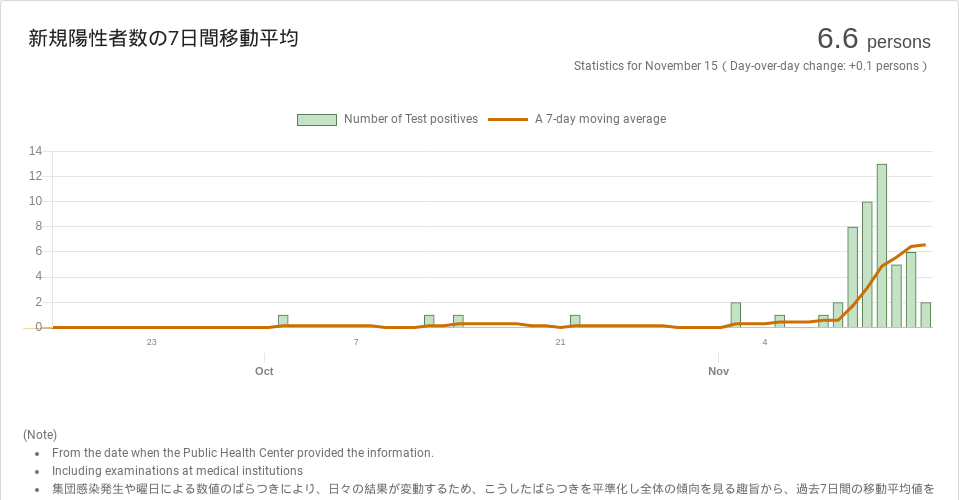 新規陽性者数の7日間移動平均
6.6 persons
Statistics for November 15 ( Day-over-day change: +0.1 persons )
Number of Test positives A 7-day moving average
14
12
10
8
6
4
2
0
23 7 21 4
Oct Nov
(Note)
• From the date when the Public Health Center provided the information.
• Including examinations at medical institutions
• 集団感染発生や曜日による数値のばらつきにより、日々の結果が変動するため、こうしたばらつきを平準化し全体の傾向を見る趣旨から、過去7日間の移動平均値を